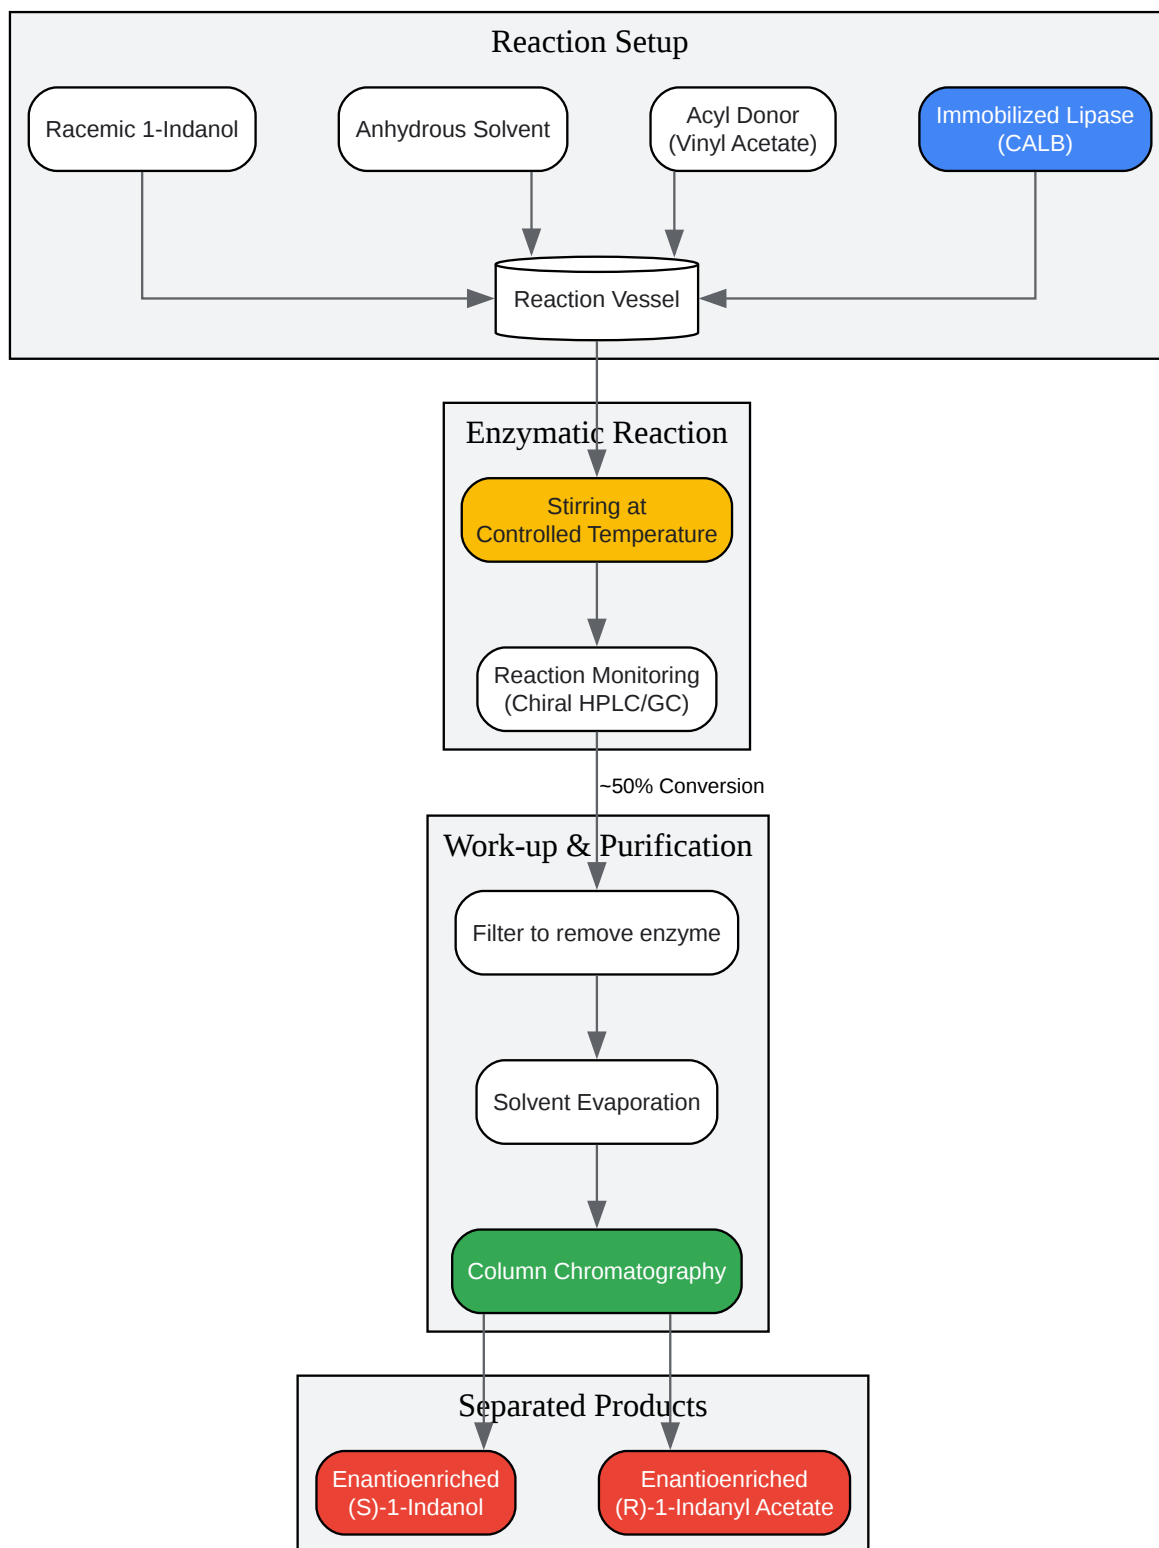 Reaction Setup
Racemic 1-Indanol
Anhydrous Solvent
Acyl Donor
(Vinyl Acetate)
Immobilized Lipase
(CALB)
Reaction Vessel
Enzymatic Reaction
Stirring at
Controlled Temperature
Reaction Monitoring
(Chiral HPLC/GC)
~50% Conversion
Work-up & Purification
Filter to remove enzyme
Solvent Evaporation
Column Chromatography
Separated Products
Enantioenriched
(S)-1-Indanol
Enantioenriched
(R)-1-Indanyl Acetate